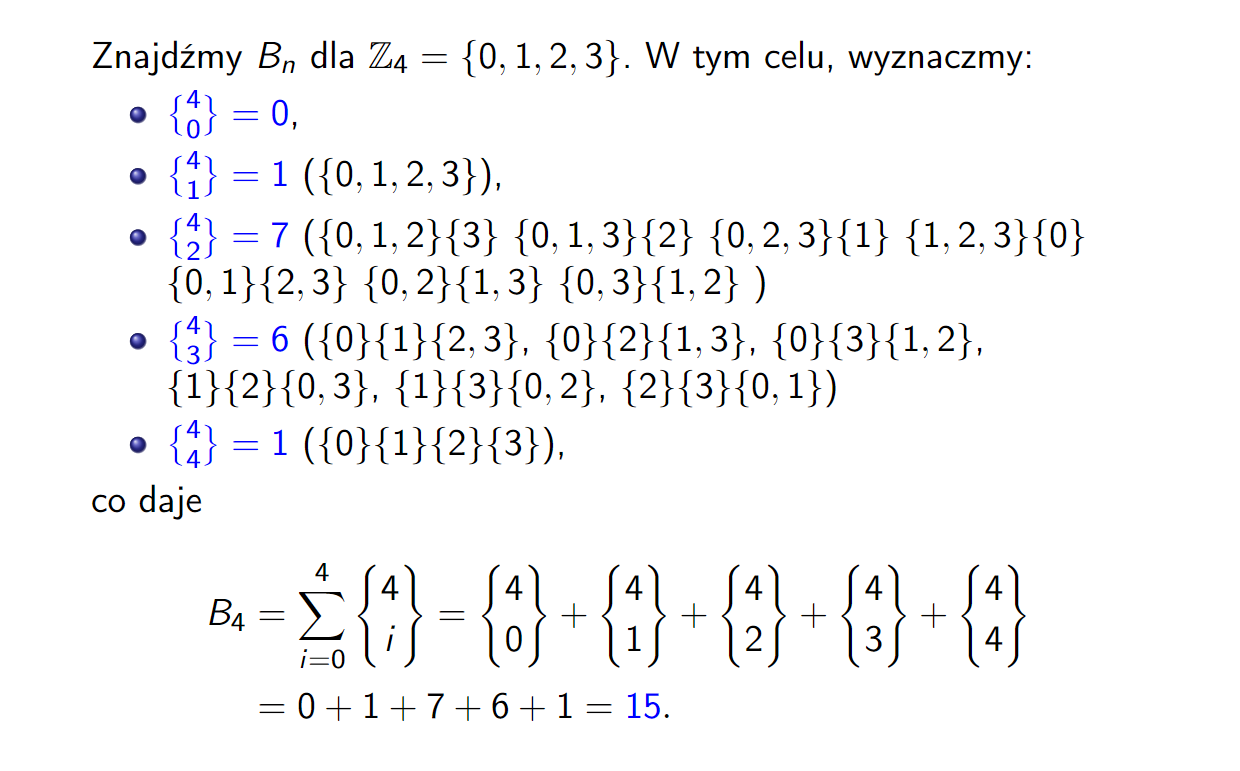 Znajdźmy Bₙ dla ℤ₄ = {0, 1, 2, 3}. W tym celu, wyznaczmy:
• {4 0} = 0,
• {4 1} = 1 ({0, 1, 2, 3}),
• {4 2} = 7 ({0, 1, 2}{3} {0, 1, 3}{2} {0, 2, 3}{1} {1, 2, 3}{0}
{0, 1}{2, 3} {0, 2}{1, 3} {0, 3}{1, 2} )
• {4 3} = 6 ({0}{1}{2, 3}, {0}{2}{1, 3}, {0}{3}{1, 2},
{1}{2}{0, 3}, {1}{3}{0, 2}, {2}{3}{0, 1})
• {4 4} = 1 ({0}{1}{2}{3}),
co daje
B₄ = ∑_{i=0}^{4} {4 i} = {4 0} + {4 1} + {4 2} + {4 3} + {4 4}
= 0 + 1 + 7 + 6 + 1 = 15.